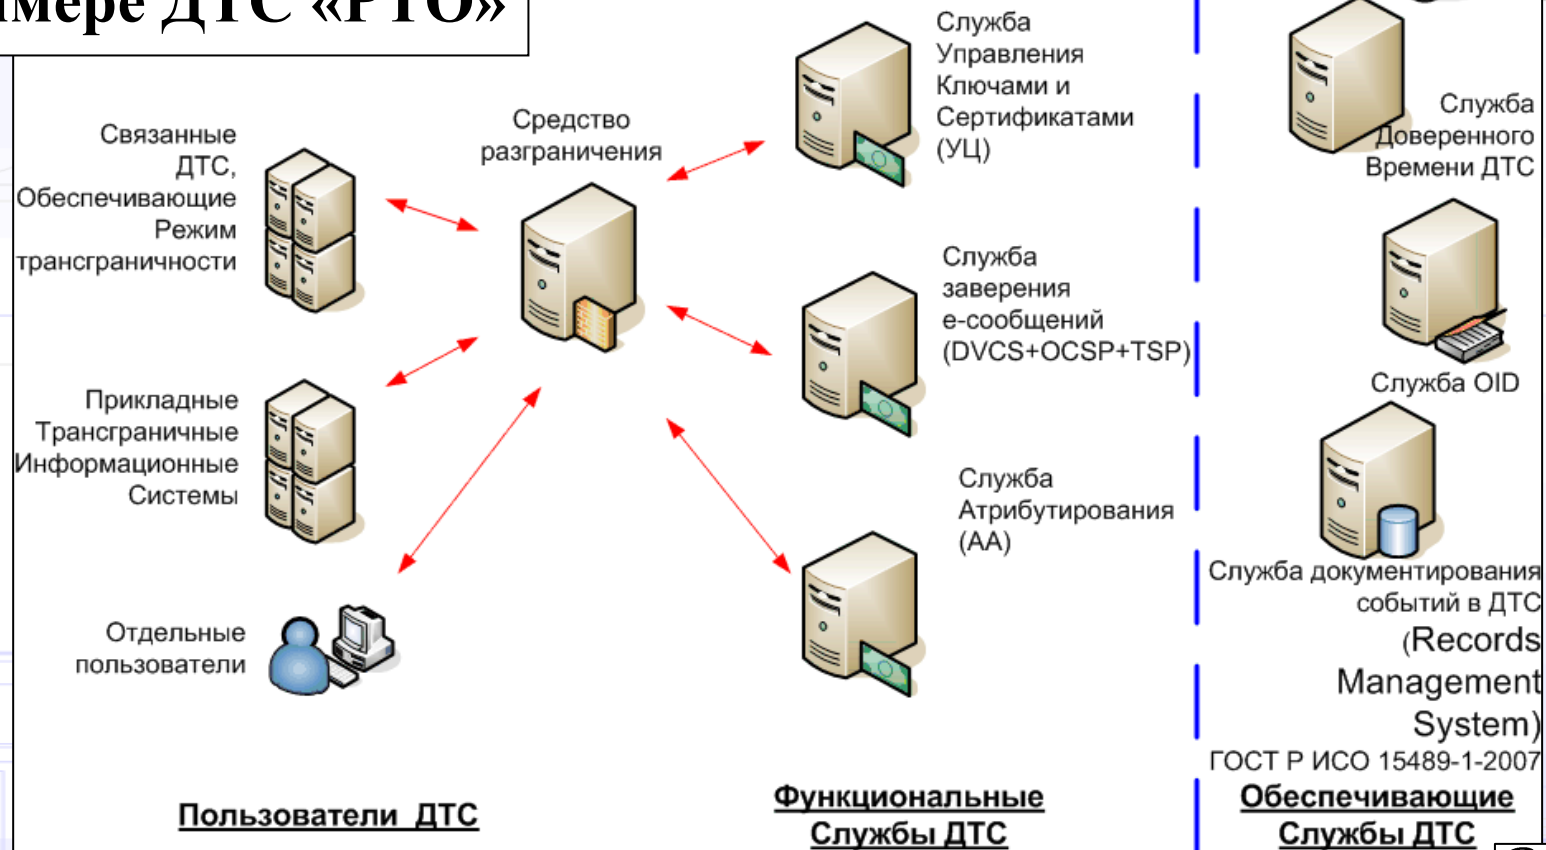 мере ДТС «РТО»
Связанные
ДТС,
Обеспечивающие
Режим
трансграничности
Прикладные
Трансграничные
Информационные
Системы
Отдельные
пользователи
Пользователи ДТС
Средство
разграничения
Служба
Управления
Ключами и
Сертификатами
(УЦ)
Служба
заверения
е-сообщений
(DVCS+OCSP+TSP)
Служба
Атрибутирования
(АА)
Функциональные
Службы ДТС
Служба
Доверенного
Времени ДТС
Служба OID
Служба документирования
событий в ДТС
(Records
Management
System)
ГОСТ Р ИСО 15489-1-2007
Обеспечивающие
Службы ДТС